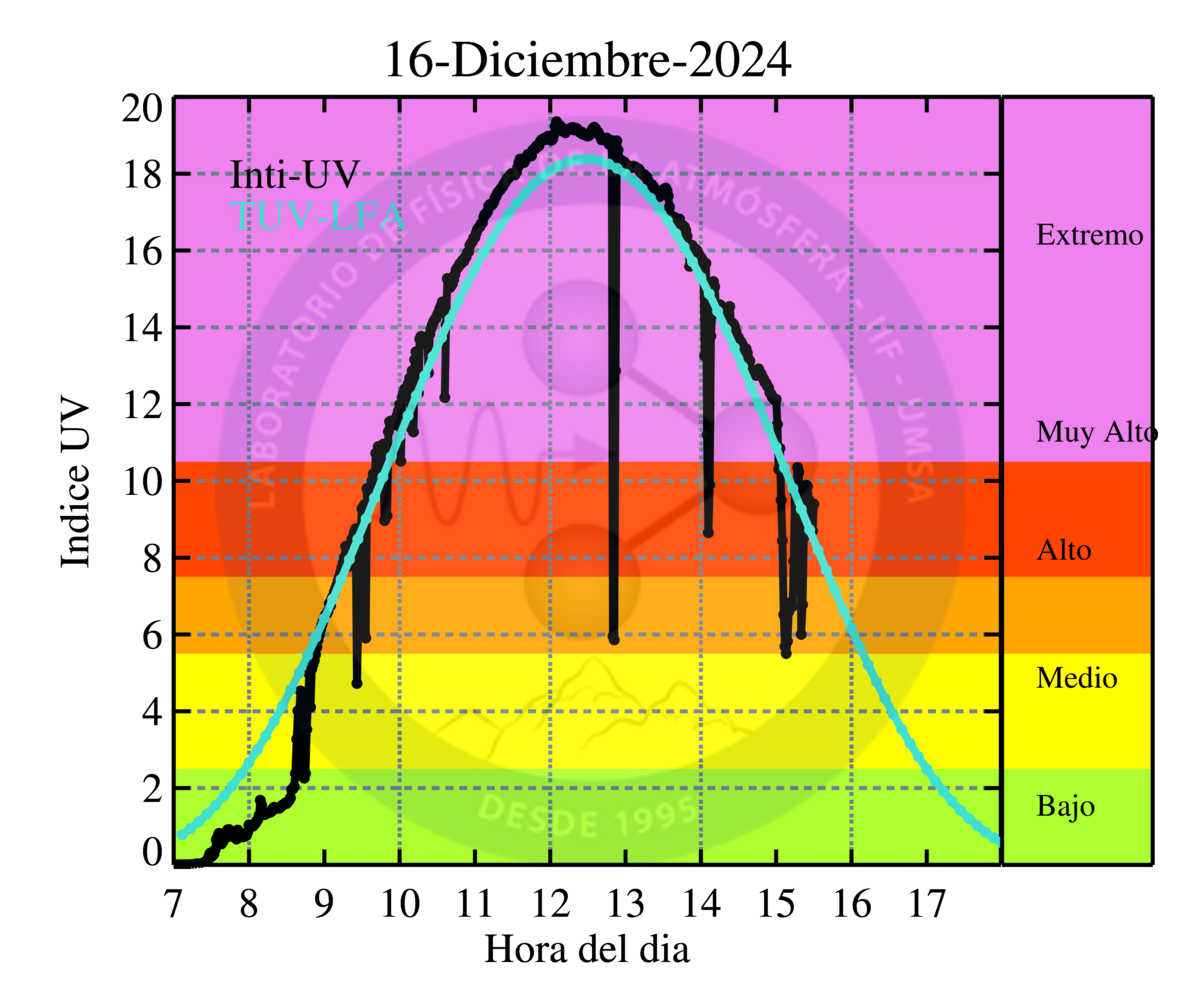 16-Diciembre-2024
Indice UV
20
18
16
14
12
10
8
6
4
2
0
Inti-UV
TUV-LFA
LABORATORIO DE FÍSICA DE LA ATMÓSFERA - IIF - UMSA
DESDE 1995
Extremo
Muy Alto
Alto
Medio
Bajo
7 8 9 10 11 12 13 14 15 16 17
Hora del dia